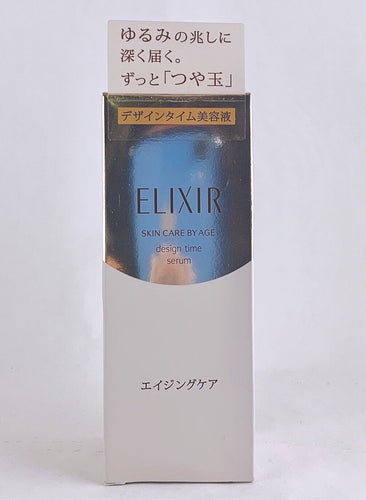 ゆるみの兆しに
深く届く。
ずっと「つや玉」
デザインタイム美容液
ELIXIR
SKIN CARE BY AGE
design time
serum
エイジングケア